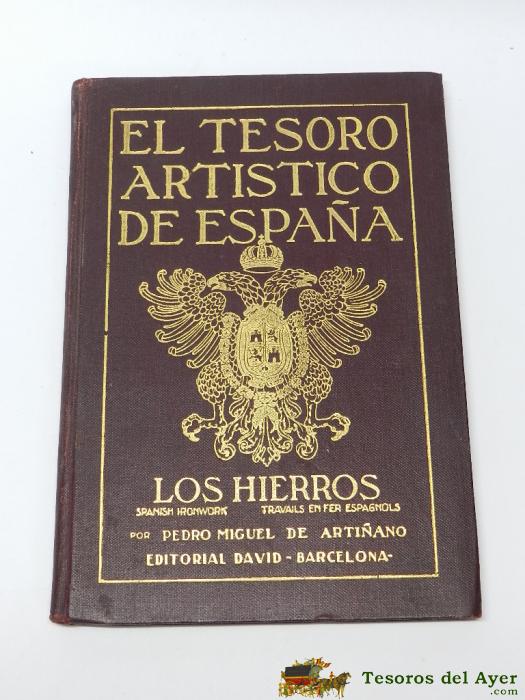 EL TESORO
ARTISTICO
DE ESPAÑA
LOS HIERROS
SPANISH IRONWORK TRAVAILS EN FER ESPAGNOLS
POR PEDRO MIGUEL DE ARTIÑANO
EDITORIAL DAVID - BARCELONA-
Tesoros del Ayer
.com